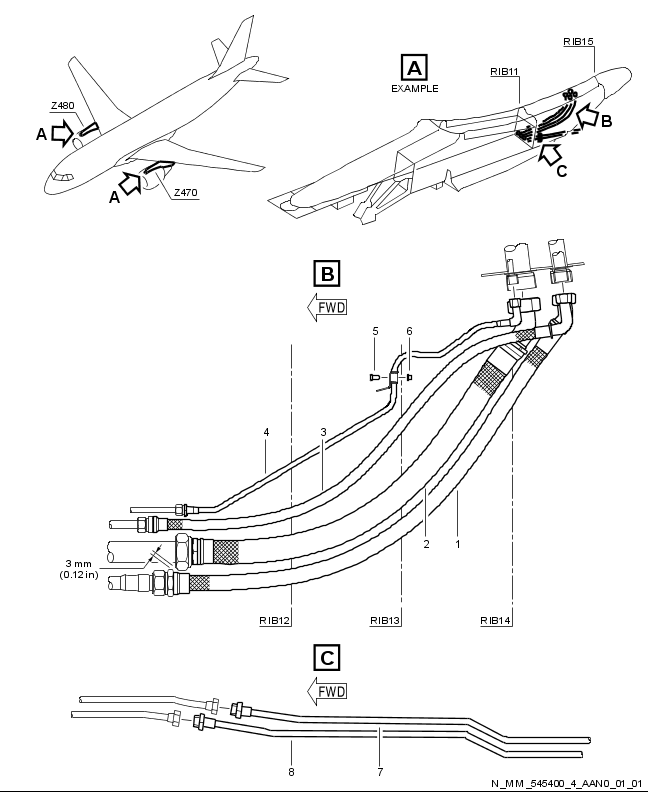 RIB15
A
EXAMPLE
RIB11
Z480
A
B
C
A
Z470
B
FWD
5
6
4
3
2
1
3 mm
(0.12 in)
RIB12
RIB13
RIB14
C
FWD
8
7
N_MM_545400_4_AAN0_01_01